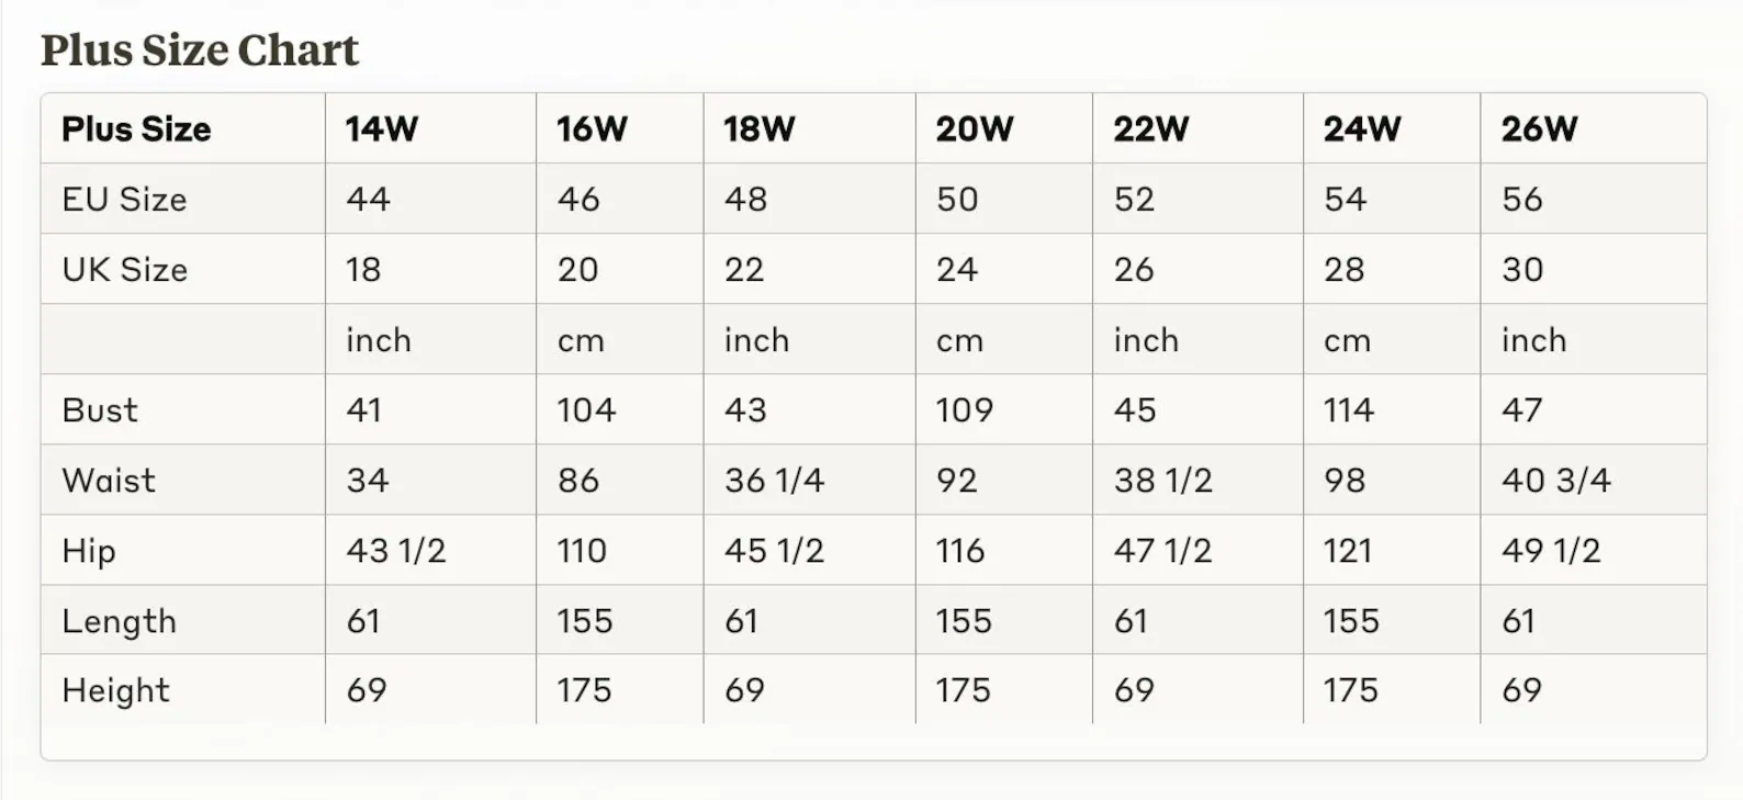 Plus Size Chart
Plus Size 14W 16W 18W 20W 22W 24W 26W
EU Size 44 46 48 50 52 54 56
UK Size 18 20 22 24 26 28 30
inch cm inch cm inch cm inch
Bust 41 104 43 109 45 114 47
Waist 34 86 36 1/4 92 38 1/2 98 40 3/4
Hip 43 1/2 110 45 1/2 116 47 1/2 121 49 1/2
Length 61 155 61 155 61 155 61
Height 69 175 69 175 69 175 69